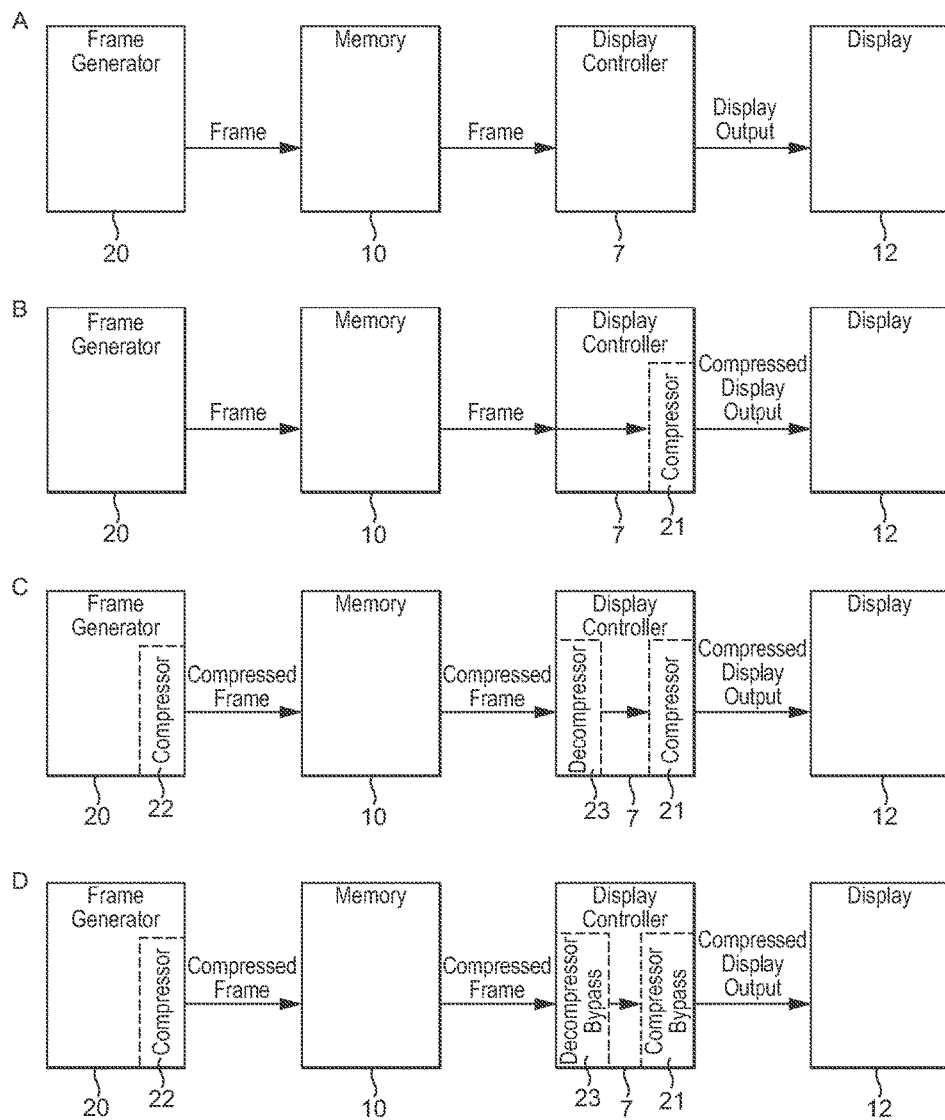 A
Frame
Generator
Memory
Display
Controller
Display
Frame
Frame
Display
Output
20
10
7
12
B
Frame
Generator
Memory
Display
Controller
Display
Frame
Frame
Compressor
Compressed
Display
Output
20
10
7
21
12
C
Frame
Generator
Memory
Display
Controller
Display
Compressor
Compressed
Frame
Compressed
Frame
Decompressor
Compressor
Compressed
Display
Output
20
22
10
23
7
21
12
D
Frame
Generator
Memory
Display
Controller
Display
Compressor
Compressed
Frame
Compressed
Frame
Decompressor
Bypass
Compressor
Bypass
Compressed
Display
Output
20
22
10
23
7
21
12